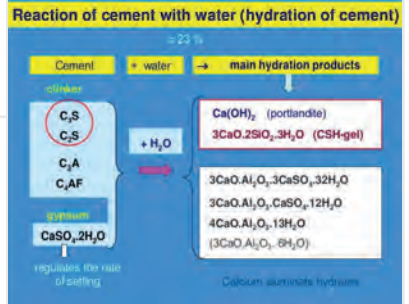 Reaction of cement with water (hydration of cement)
≈ 23 %
Cement + water → main hydration products
clinker
C₃S
C₂S
C₃A
C₄AF
gypsum
CaSO₄.2H₂O
regulates the rate
of setting
+ H₂O
Ca(OH)₂ (portlandite)
3CaO.2SiO₂.3H₂O (CSH-gel)
3CaO.Al₂O₃.3CaSO₄.32H₂O
3CaO.Al₂O₃.CaSO₄.12H₂O
4CaO.Al₂O₃.13H₂O
(3CaO.Al₂O₃.6H₂O)
Calcium aluminate hydrates